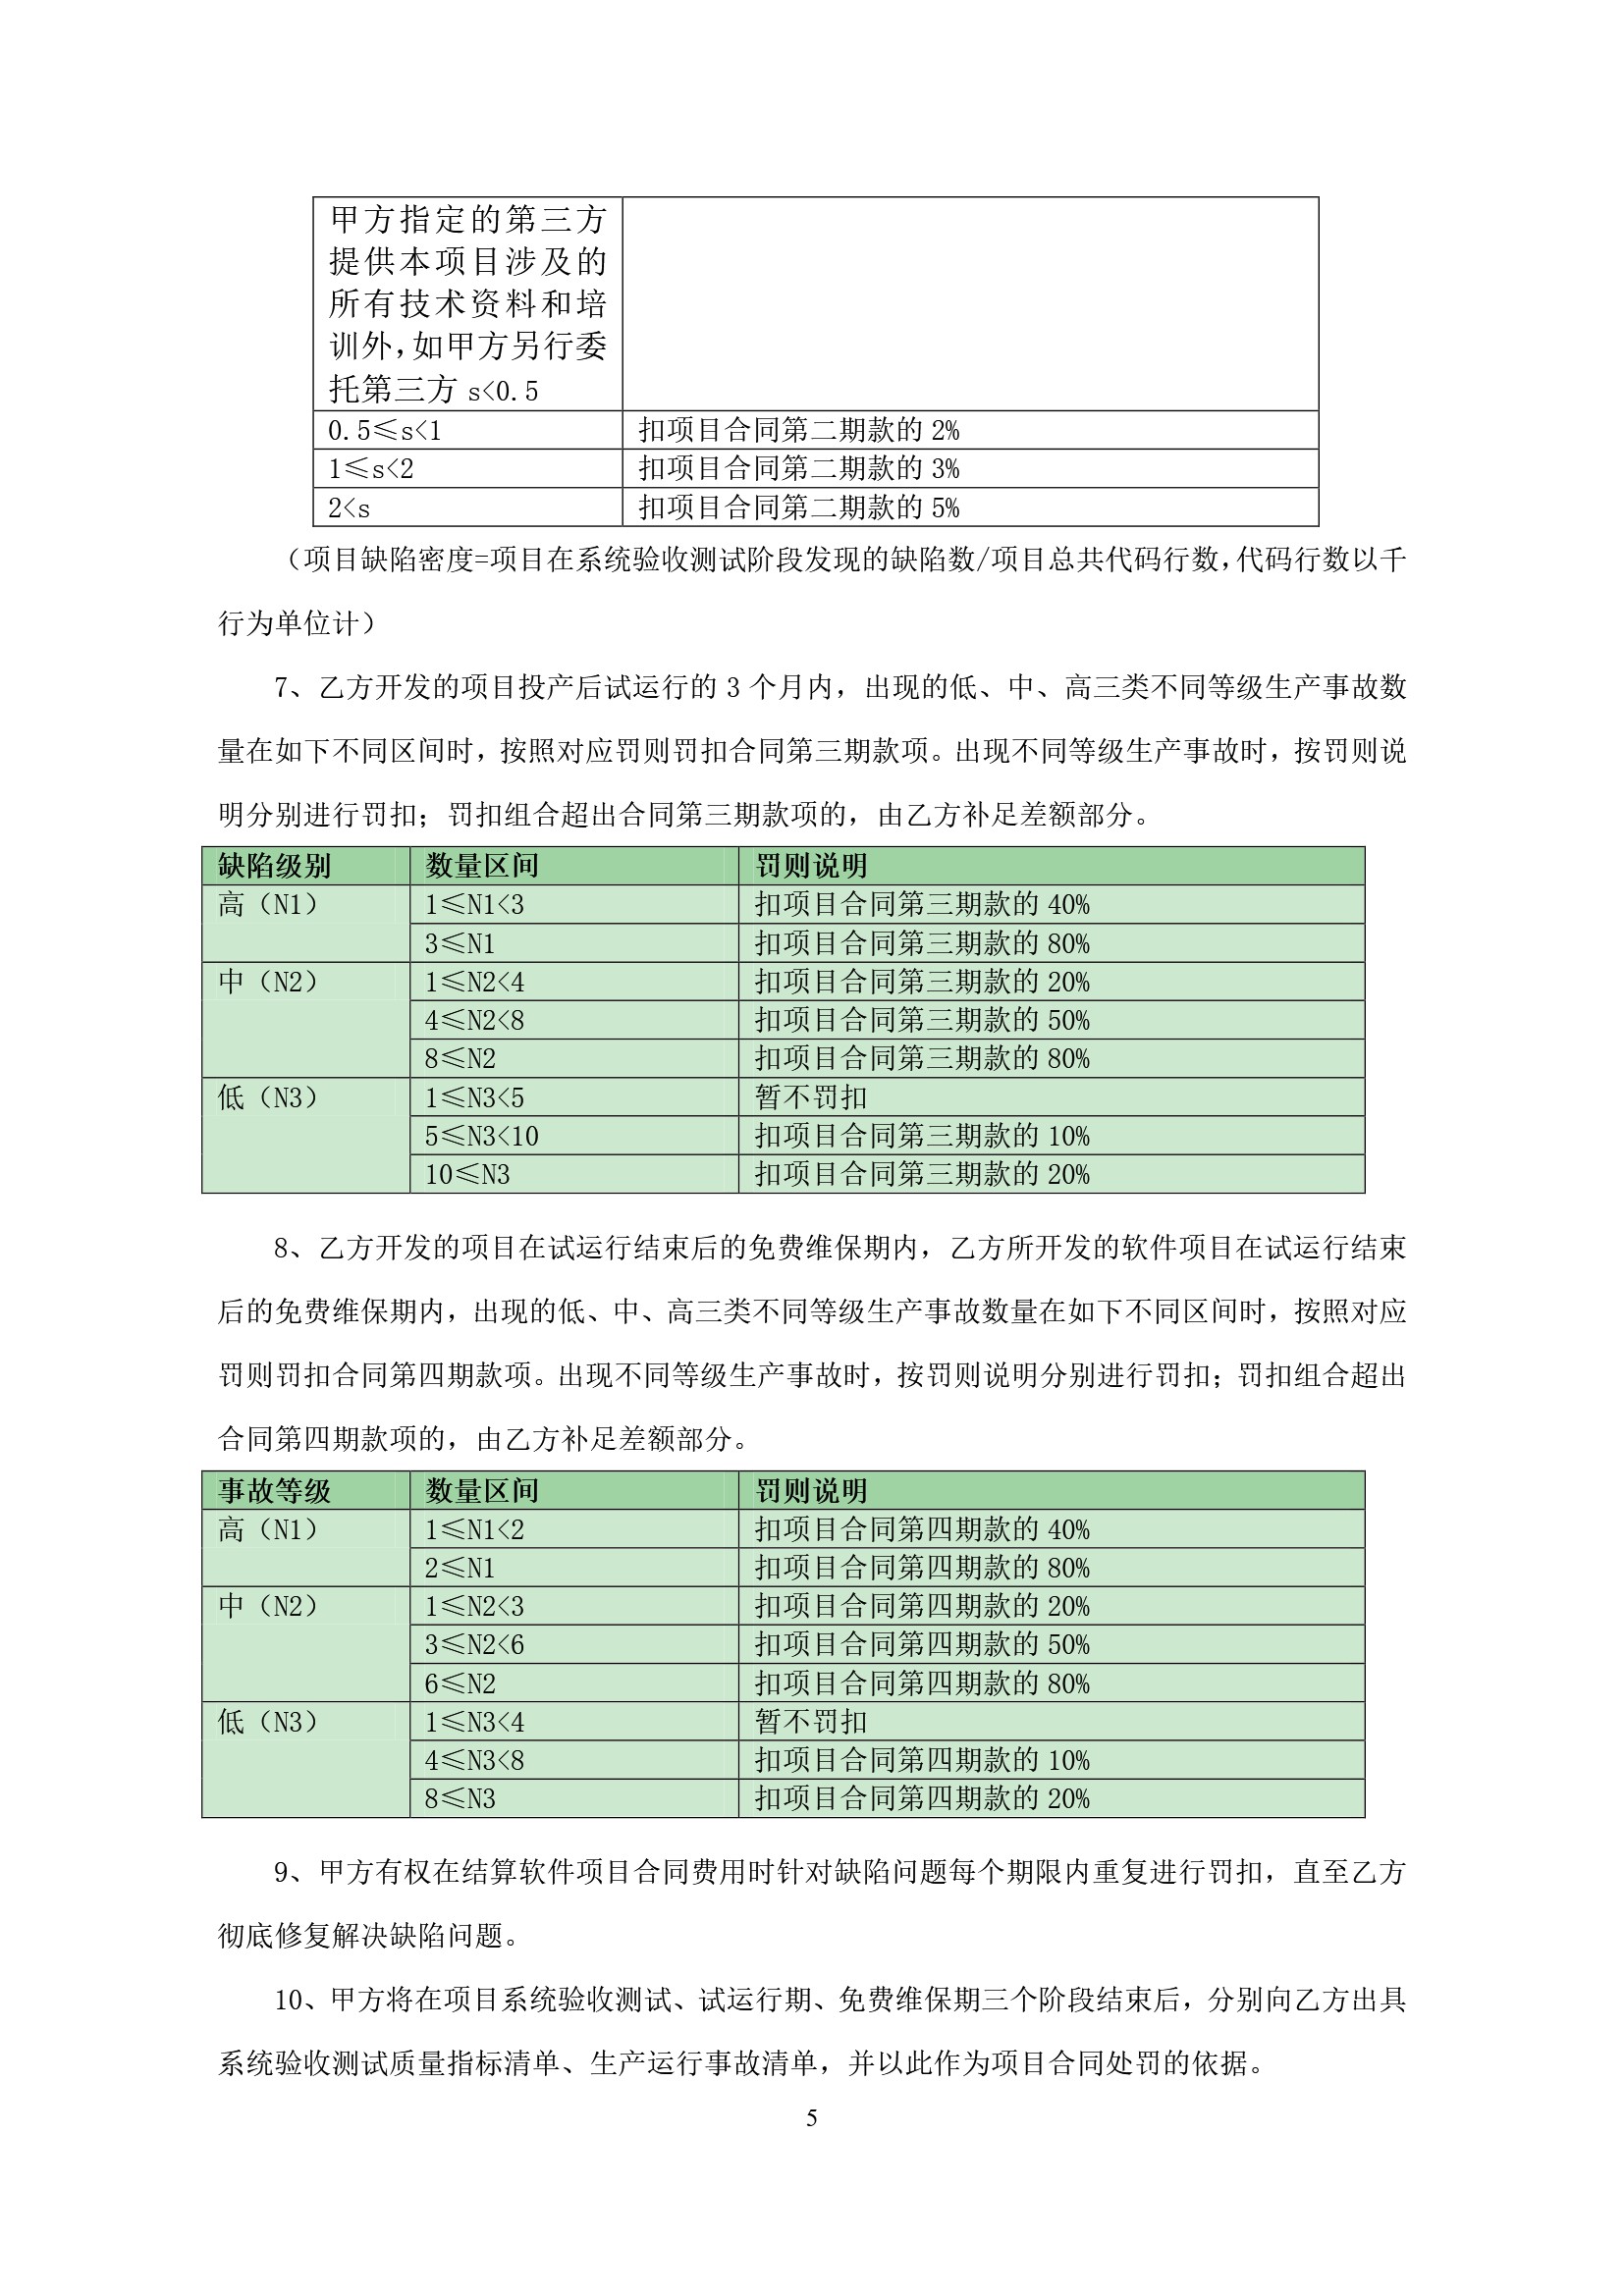 甲方指定的第三方
提供本项目涉及的
所有技术资料和培
训外，如甲方另行委
托第三方 s<0.5
0.5≤s<1 扣项目合同第二期款的 2%
1≤s<2 扣项目合同第二期款的 3%
2<s 扣项目合同第二期款的 5%
（项目缺陷密度=项目在系统验收测试阶段发现的缺陷数/项目总共代码行数，代码行数以千
行为单位计）
7、乙方开发的项目投产后试运行的 3 个月内，出现的低、中、高三类不同等级生产事故数
量在如下不同区间时，按照对应罚则罚扣合同第三期款项。出现不同等级生产事故时，按罚则说
明分别进行罚扣；罚扣组合超出合同第三期款项的，由乙方补足差额部分。
缺陷级别 数量区间 罚则说明
高（N1） 1≤N1<3 扣项目合同第三期款的 40%
3≤N1 扣项目合同第三期款的 80%
中（N2） 1≤N2<4 扣项目合同第三期款的 20%
4≤N2<8 扣项目合同第三期款的 50%
8≤N2 扣项目合同第三期款的 80%
低（N3） 1≤N3<5 暂不罚扣
5≤N3<10 扣项目合同第三期款的 10%
10≤N3 扣项目合同第三期款的 20%
8、乙方开发的项目在试运行结束后的免费维保期内，乙方所开发的软件项目在试运行结束
后的免费维保期内，出现的低、中、高三类不同等级生产事故数量在如下不同区间时，按照对应
罚则罚扣合同第四期款项。出现不同等级生产事故时，按罚则说明分别进行罚扣；罚扣组合超出
合同第四期款项的，由乙方补足差额部分。
事故等级 数量区间 罚则说明
高（N1） 1≤N1<2 扣项目合同第四期款的 40%
2≤N1 扣项目合同第四期款的 80%
中（N2） 1≤N2<3 扣项目合同第四期款的 20%
3≤N2<6 扣项目合同第四期款的 50%
6≤N2 扣项目合同第四期款的 80%
低（N3） 1≤N3<4 暂不罚扣
4≤N3<8 扣项目合同第四期款的 10%
8≤N3 扣项目合同第四期款的 20%
9、甲方有权在结算软件项目合同费用时针对缺陷问题每个期限内重复进行罚扣，直至乙方
彻底修复解决缺陷问题。
10、甲方将在项目系统验收测试、试运行期、免费维保期三个阶段结束后，分别向乙方出具
系统验收测试质量指标清单、生产运行事故清单，并以此作为项目合同处罚的依据。
5